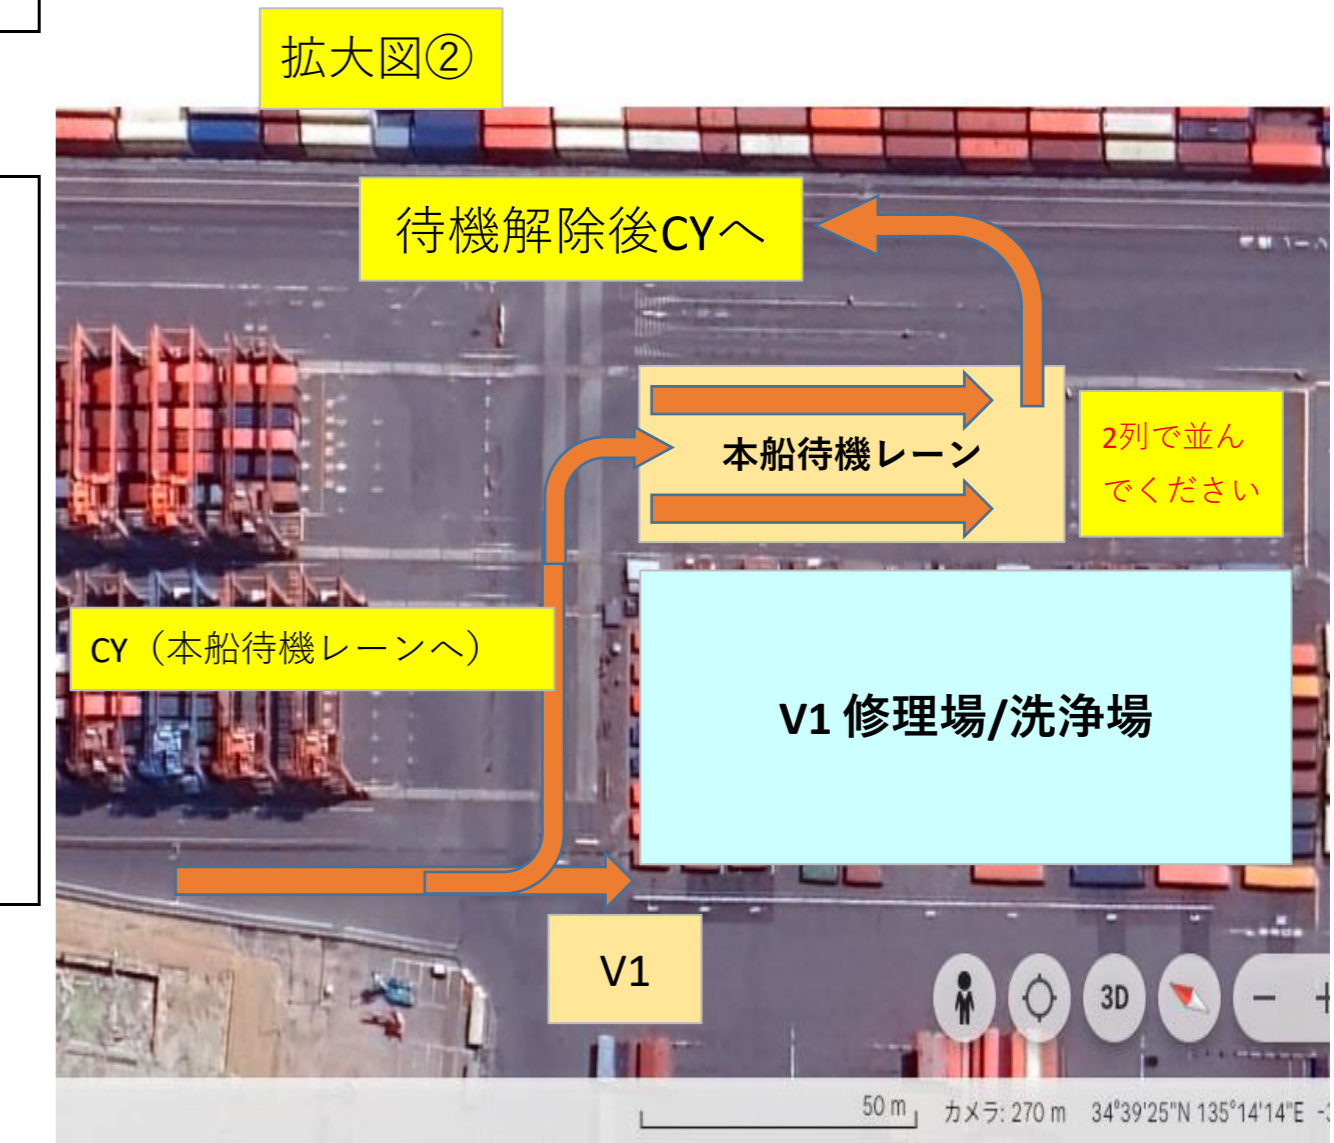 拡大図②
待機解除後CYへ
本船待機レーン
2列で並ん
でください
CY（本船待機レーンへ）
V1 修理場/洗浄場
V1
3D
50 m
カメラ: 270 m
34°39'25"N 135°14'14"E